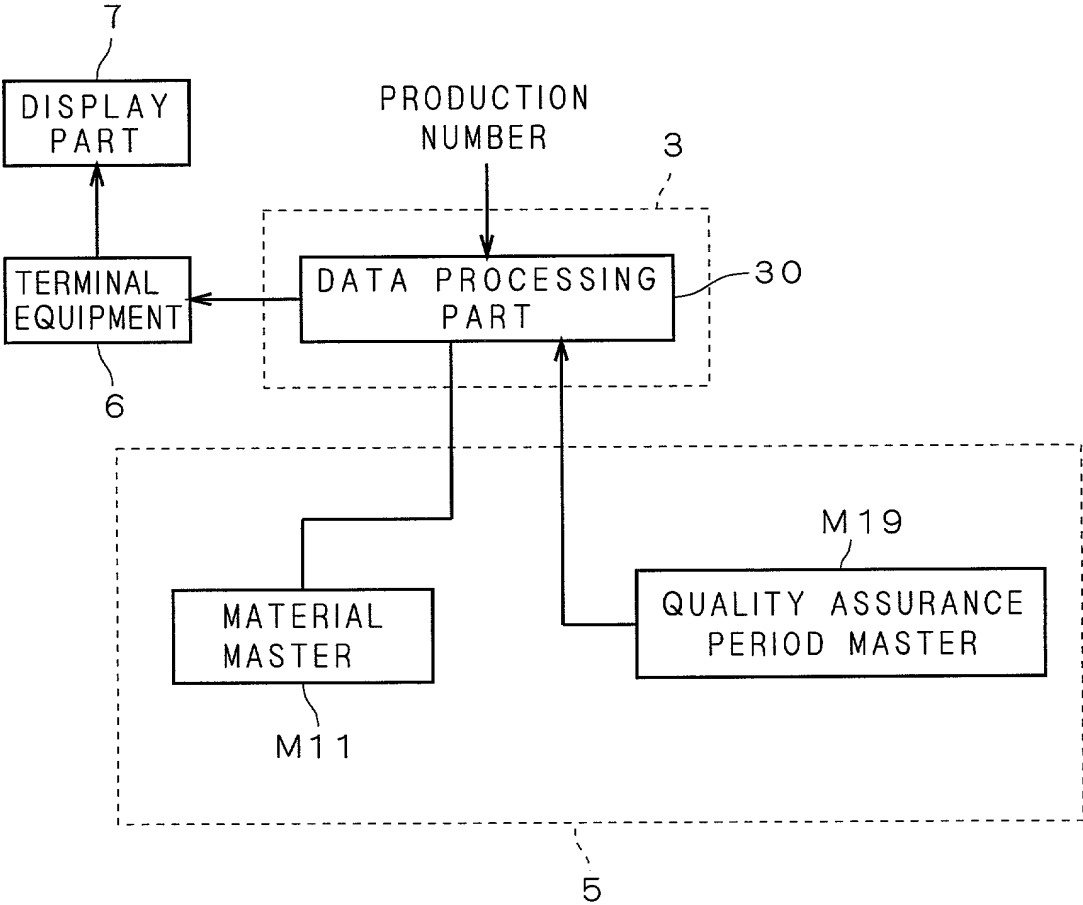 7
DISPLAY
PART
PRODUCTION
NUMBER
3
TERMINAL
EQUIPMENT
DATA PROCESSING
PART
30
6
M19
MATERIAL
MASTER
QUALITY ASSURANCE
PERIOD MASTER
M11
5